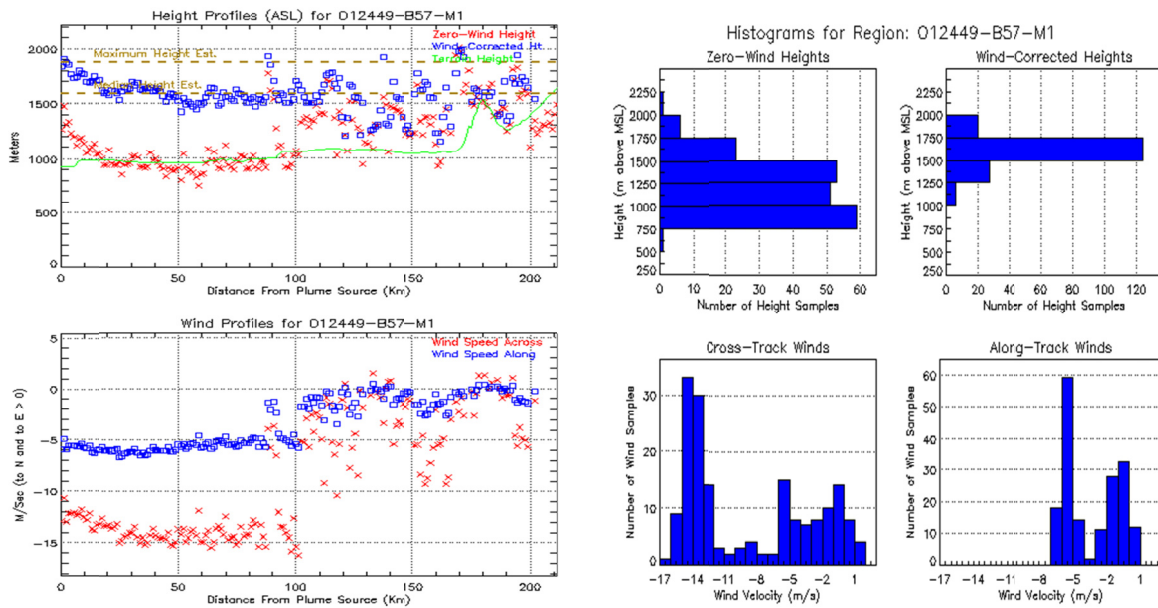 Height Profiles (ASL) for O12449-B57-M1
Zero-Wind Height
Wind-Corrected Ht.
Terrain Height
Maximum Height Est.
Median Height Est.
Meters
2000
1500
1000
500
0
0 50 100 150 200
Distance From Plume Source (Km)
Wind Profiles for O12449-B57-M1
Wind Speed Across
Wind Speed Along
M/Sec (to N and to E > 0)
5
0
-5
-10
-15
0 50 100 150 200
Distance From Plume Source (Km)
Histograms for Region: O12449-B57-M1
Zero-Wind Heights
Height (m above MSL)
2250
2000
1750
1500
1250
1000
750
500
250
0 10 20 30 40 50 60
Number of Height Samples
Wind-Corrected Heights
Height (m above MSL)
2250
2000
1750
1500
1250
1000
750
500
250
0 20 40 60 80 100 120
Number of Height Samples
Cross-Track Winds
Number of Wind Samples
30
20
10
0
-17 -14 -11 -8 -5 -2 1
Wind Velocity (m/s)
Along-Track Winds
Number of Wind Samples
60
50
40
30
20
10
0
-17 -14 -11 -8 -5 -2 1
Wind Velocity (m/s)